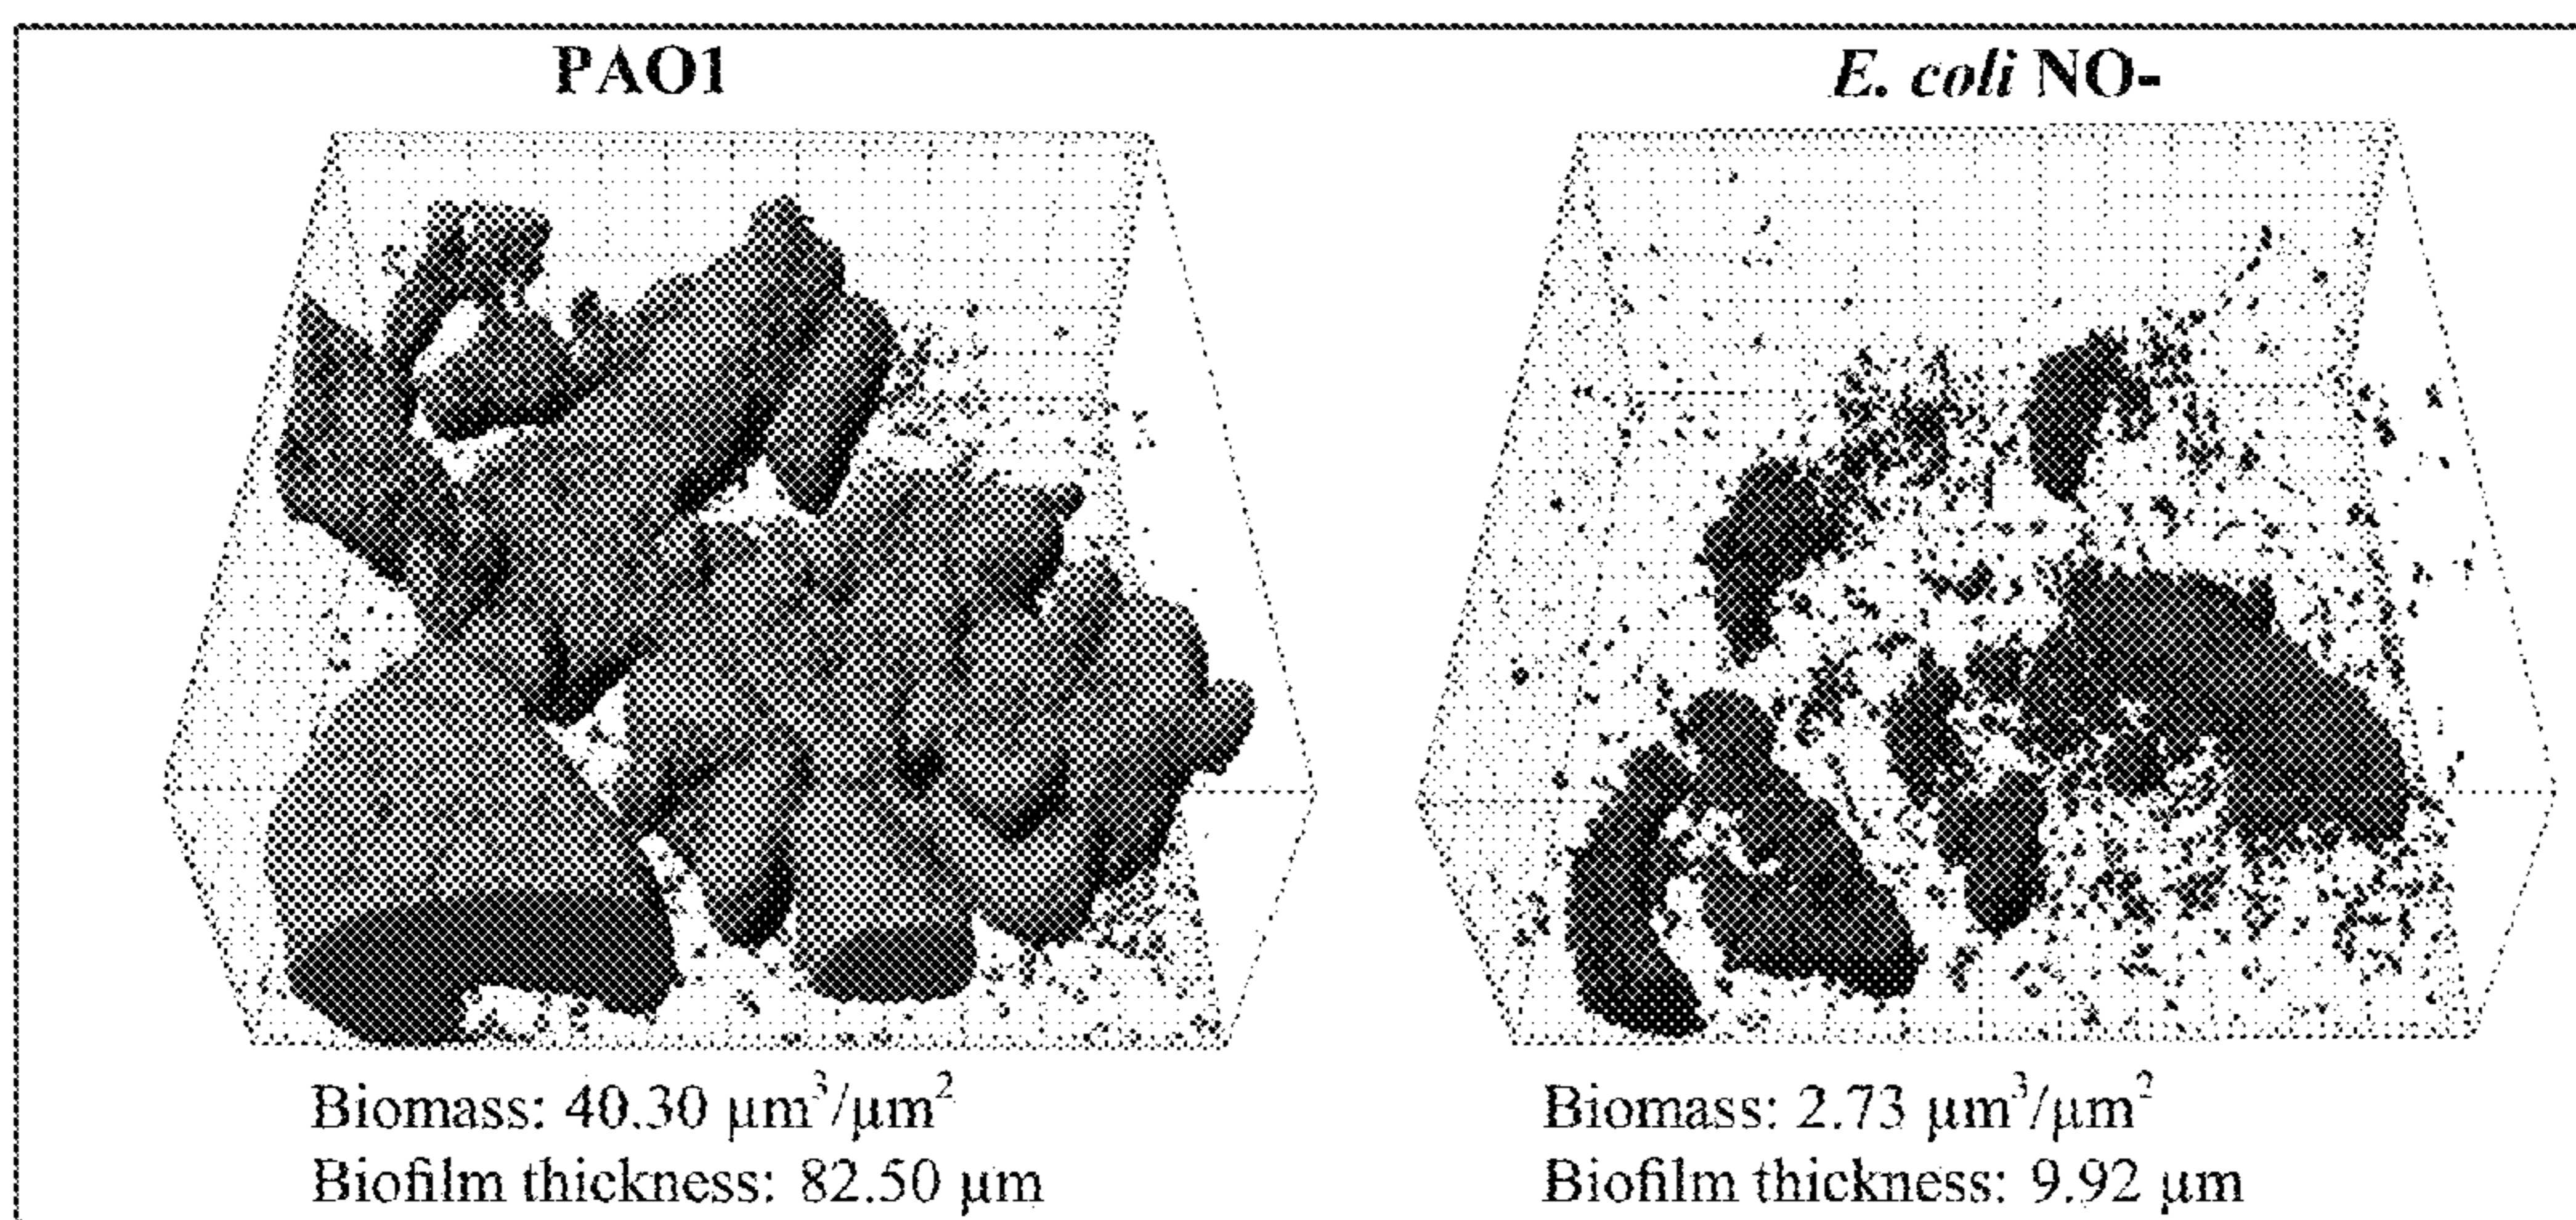 PAO1
E. coli NO-
Biomass: 40.30 μm³/μm²
Biofilm thickness: 82.50 μm
Biomass: 2.73 μm³/μm²
Biofilm thickness: 9.92 μm